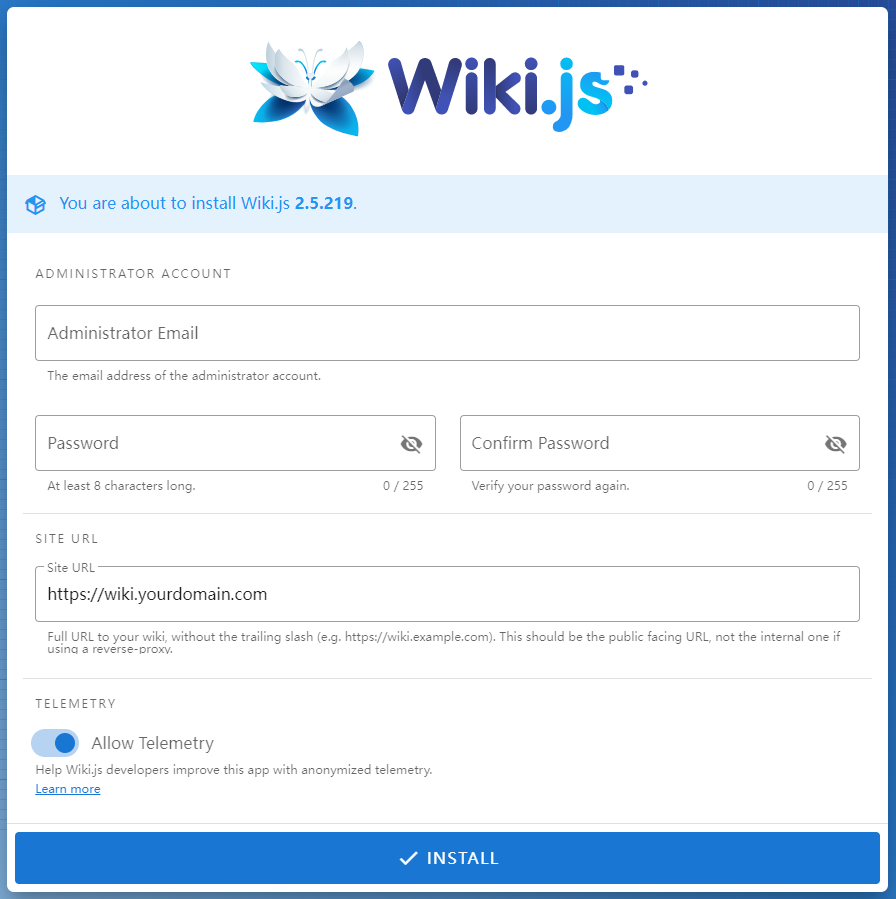 Wiki.js
You are about to install Wiki.js 2.5.219.
ADMINISTRATOR ACCOUNT
Administrator Email
The email address of the administrator account.
Password
Confirm Password
At least 8 characters long.
0 / 255
Verify your password again.
0 / 255
SITE URL
Site URL
https://wiki.yourdomain.com
Full URL to your wiki, without the trailing slash (e.g. https://wiki.example.com). This should be the public facing URL, not the internal one if
using a reverse-proxy.
TELEMETRY
Allow Telemetry
Help Wiki.js developers improve this app with anonymized telemetry.
Learn more
INSTALL